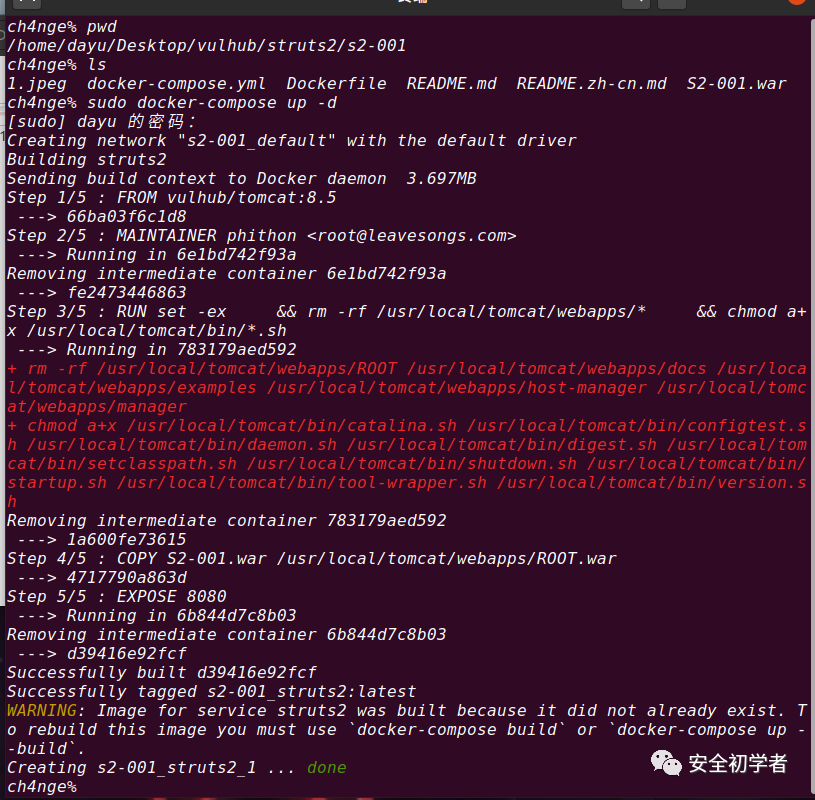 ch4nge% pwd
/home/dayu/Desktop/vulhub/struts2/s2-001
ch4nge% ls
1.jpeg  docker-compose.yml  Dockerfile  README.md  README.zh-cn.md  S2-001.war
ch4nge% sudo docker-compose up -d
[sudo] dayu 的密码：
Creating network "s2-001_default" with the default driver
Building struts2
Sending build context to Docker daemon  3.697MB
Step 1/5 : FROM vulhub/tomcat:8.5
 ---> 66ba03f6c1d8
Step 2/5 : MAINTAINER phithon <root@leavesongs.com>
 ---> Running in 6e1bd742f93a
Removing intermediate container 6e1bd742f93a
 ---> fe2473446863
Step 3/5 : RUN set -ex     && rm -rf /usr/local/tomcat/webapps/*     && chmod a+
x /usr/local/tomcat/bin/*.sh
 ---> Running in 783179aed592
+ rm -rf /usr/local/tomcat/webapps/ROOT /usr/local/tomcat/webapps/docs /usr/loca
l/tomcat/webapps/examples /usr/local/tomcat/webapps/host-manager /usr/local/tomc
at/webapps/manager
+ chmod a+x /usr/local/tomcat/bin/catalina.sh /usr/local/tomcat/bin/configtest.s
h /usr/local/tomcat/bin/daemon.sh /usr/local/tomcat/bin/digest.sh /usr/local/tom
cat/bin/setclasspath.sh /usr/local/tomcat/bin/shutdown.sh /usr/local/tomcat/bin/
startup.sh /usr/local/tomcat/bin/tool-wrapper.sh /usr/local/tomcat/bin/version.s
h
Removing intermediate container 783179aed592
 ---> 1a600fe73615
Step 4/5 : COPY S2-001.war /usr/local/tomcat/webapps/ROOT.war
 ---> 4717790a863d
Step 5/5 : EXPOSE 8080
 ---> Running in 6b844d7c8b03
Removing intermediate container 6b844d7c8b03
 ---> d39416e92fcf
Successfully built d39416e92fcf
Successfully tagged s2-001_struts2:latest
WARNING: Image for service struts2 was built because it did not already exist. T
o rebuild this image you must use `docker-compose build` or `docker-compose up -
-build`.
Creating s2-001_struts2_1 ... done
ch4nge%
安全初学者